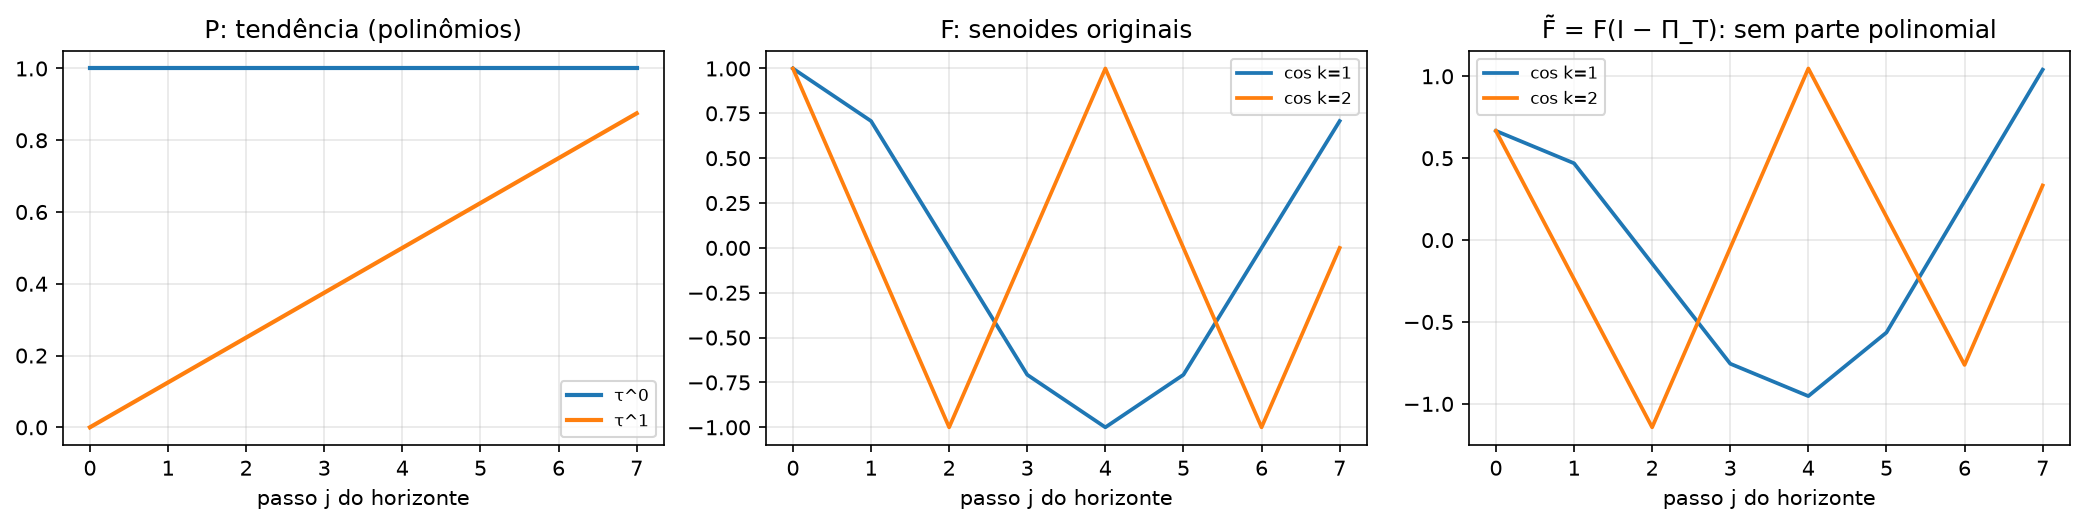 P: tendência (polinômios)
1.0
0.8
0.6
0.4
0.2
0.0
τ^0
τ^1
0 1 2 3 4 5 6 7
passo j do horizonte
F: senoides originais
cos k=1
cos k=2
1.00
0.75
0.50
0.25
0.00
−0.25
−0.50
−0.75
−1.00
0 1 2 3 4 5 6 7
passo j do horizonte
F̃ = F(I − Π_T): sem parte polinomial
cos k=1
cos k=2
1.0
0.5
0.0
−0.5
−1.0
0 1 2 3 4 5 6 7
passo j do horizonte